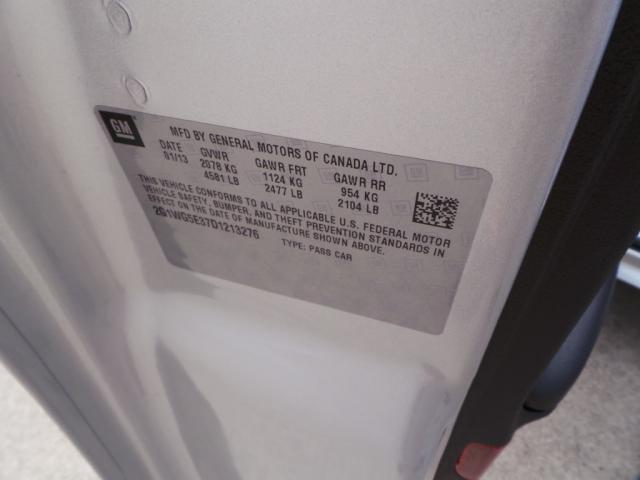 GM
MFD BY GENERAL MOTORS OF CANADA LTD.
DATE GVWR GAWR FRT GAWR RR
01/13 2078 KG 1124 KG 954 KG
4581 LB 2477 LB 2104 LB
THIS VEHICLE CONFORMS TO ALL APPLICABLE U.S. FEDERAL MOTOR
VEHICLE SAFETY, BUMPER, AND THEFT PREVENTION STANDARDS IN
EFFECT ON THE DATE OF MANUFACTURE SHOWN ABOVE.
2G1WG5E37D1213276
TYPE: PASS CAR